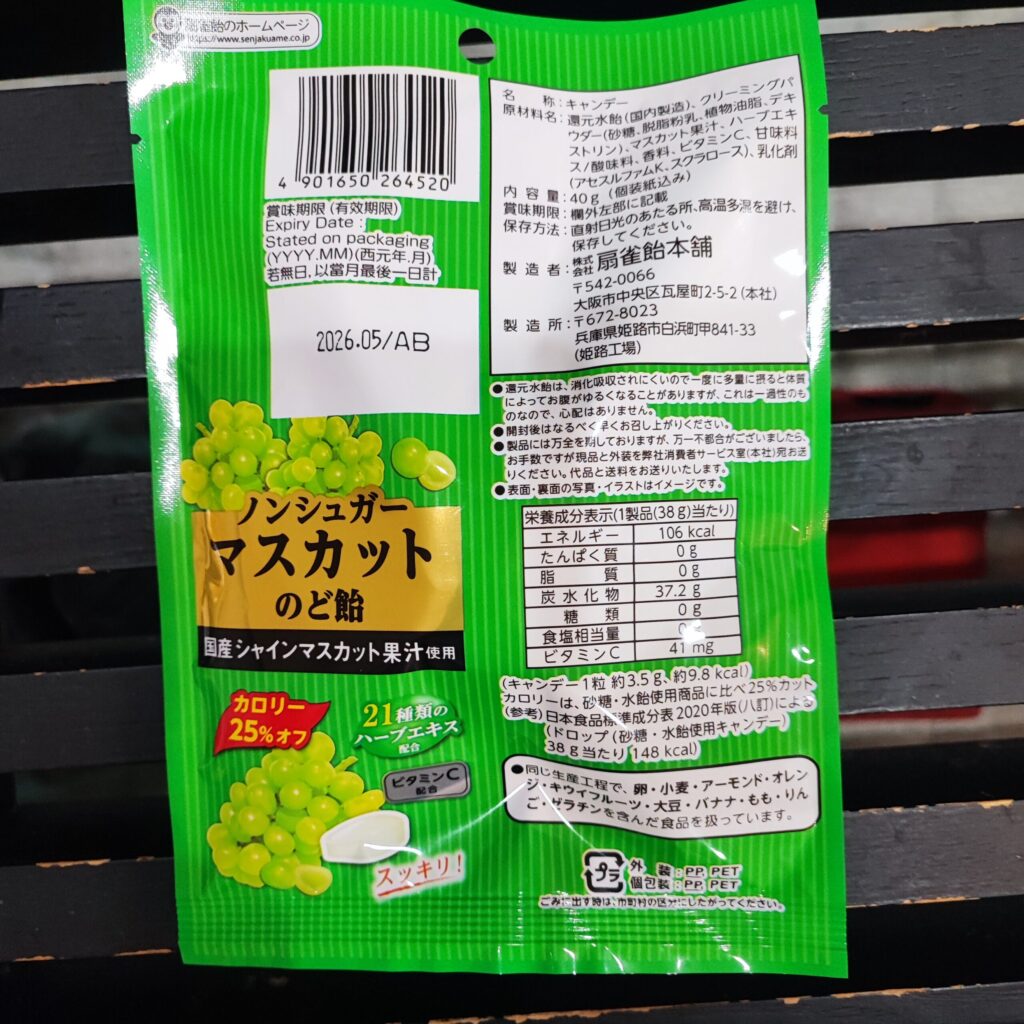 扇雀飴のホームページ
https://www.senjakuame.co.jp
4 901650 264520
賞味期限 (有効期限)
Expiry Date :
Stated on packaging
(YYYY.MM)(西元年.月)
若無日,以當月最後一日計
2026.05/AB
名 称:キャンデー
原材料名:還元水飴(国内製造)、クリーミングパ
ウダー(砂糖、脱脂粉乳、植物油脂、デキ
ストリン)、マスカット果汁、ハーブエキ
ス/酸味料、香料、ビタミンC、甘味料
(アセスルファムK、スクラロース)、乳化剤
内容量:40g (個装紙込み)
賞味期限:欄外左部に記載
保存方法:直射日光のあたる所、高温多湿を避け、
保存してください。
製造者:株式会社 扇雀飴本舗
〒542-0066
大阪市中央区瓦屋町2-5-2(本社)
製造所:〒672-8023
兵庫県姫路市白浜町甲841-33
(姫路工場)
●還元水飴は、消化吸収されにくいので一度に多量に摂ると体質
によってお腹がゆるくなることがありますが、これは一過性のも
のなので、心配はありません。
●開封後はなるべく早くお召し上がりください。
●製品には万全を期しておりますが、万一不都合がございましたら、
お手数ですが現品と外装を弊社消費者サービス室(本社)宛お送
りください。代品と送料をお送りいたします。
●表面・裏面の写真・イラストはイメージです。
栄養成分表示(1製品(38g)当たり)
エネルギー 106 kcal
たんぱく質 0 g
脂質 0 g
炭水化物 37.2 g
糖類 0 g
食塩相当量
ビタミンC 41 mg
(キャンデー1粒 約3.5g、約9.8 kcal)
カロリーは、砂糖・水飴使用商品に比べ25%カット
(参考)日本食品標準成分表2020年版(八訂)による
(ドロップ(砂糖・水飴使用キャンデー)
38g当たり 148 kcal)
●同じ生産工程で、卵・小麦・アーモンド・オレン
ジ・キウイフルーツ・大豆・バナナ・もも・りん
ご・ゼラチンを含んだ食品を扱っています。
プラ
外装:PP, PET
個包装:PP, PET
ごみに出す時は、市町村の区分にしたがってください。
ノンシュガー
マスカット
のど飴
国産シャインマスカット果汁使用
カロリー
25%オフ
21種類の
ハーブエキス
配合
ビタミンC
配合
スッキリ!